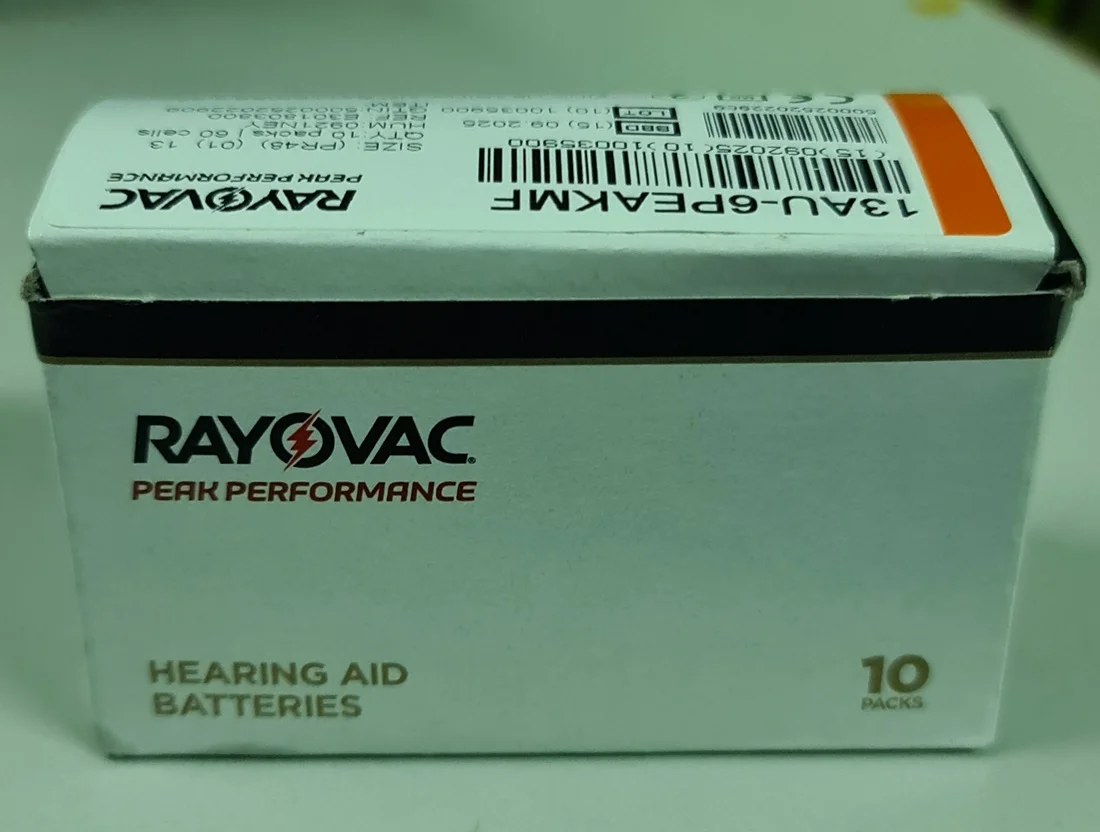 RAYOVAC
PEAK PERFORMANCE
HEARING AID
BATTERIES
10
PACKS
13AU-6PEAKMF
(15)092025(10)10035900
BBD (15) 09.2025
LOT (10) 10035900
5000252022909
RAYOVAC
PEAK PERFORMANCE
SIZE: (PR48) (01) 13
QTY: 10 packs / 60 cells